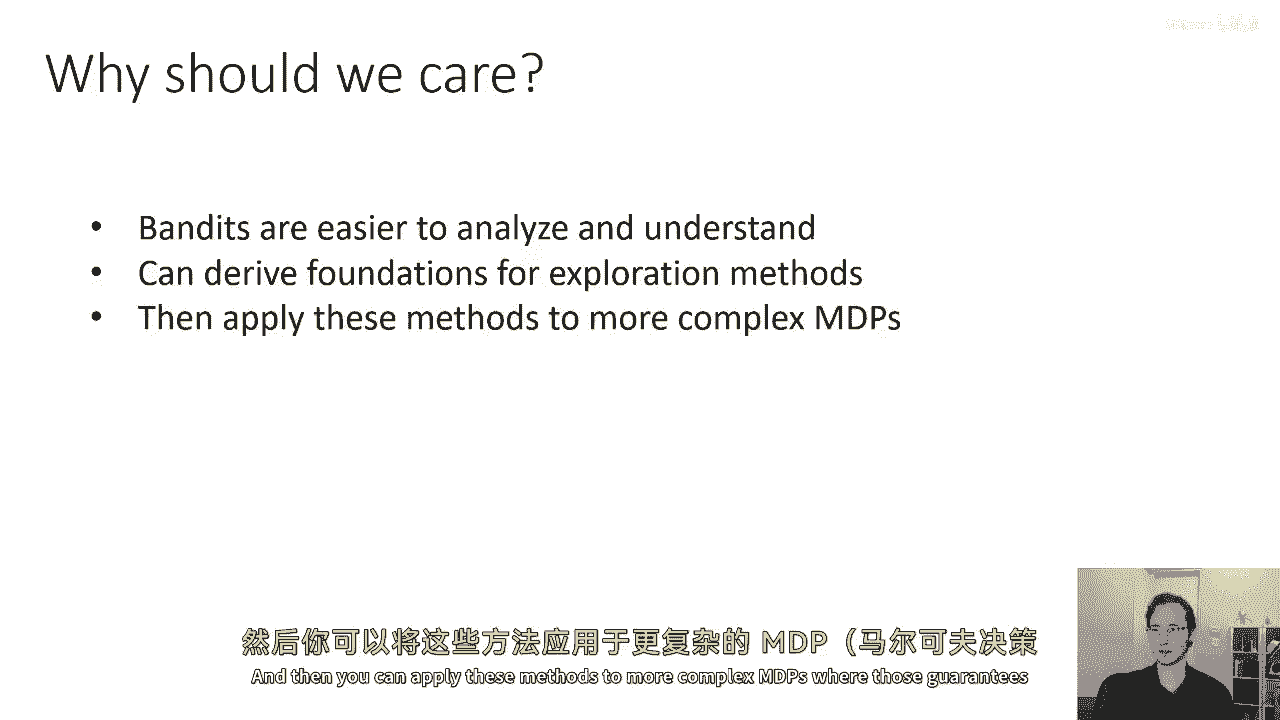 Why should we care?
• Bandits are easier to analyze and understand
• Can derive foundations for exploration methods
• Then apply these methods to more complex MDPs
然后你可以将这些方法应用于更复杂的 MDP（马尔可夫决策
And then you can apply these methods to more complex MDPs where those guarantees